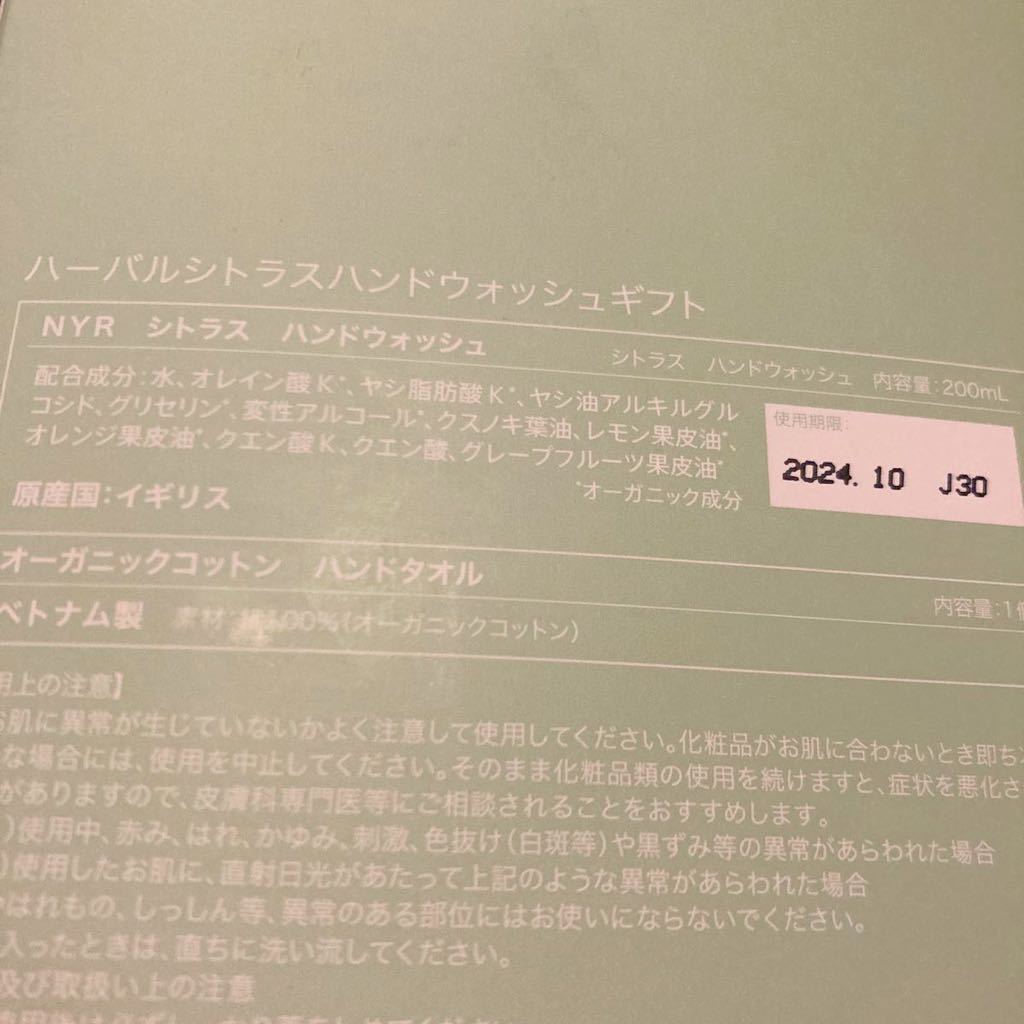 ハーバルシトラスハンドウォッシュギフト
NYR シトラス ハンドウォッシュ
シトラス ハンドウォッシュ 内容量:200mL
配合成分:水、オレイン酸K*、ヤシ脂肪酸K*、ヤシ油アルキルグル
コシド、グリセリン*、変性アルコール*、クスノキ葉油、レモン果皮油*、
オレンジ果皮油*、クエン酸K、クエン酸、グレープフルーツ果皮油*
*オーガニック成分
使用期限:
2024.10 J30
原産国:イギリス
オーガニックコットン ハンドタオル
内容量:1個
ベトナム製 素材:綿100%(オーガニックコットン)
用上の注意】
お肌に異常が生じていないかよく注意して使用してください。化粧品がお肌に合わないとき即ち
な場合には、使用を中止してください。そのまま化粧品類の使用を続けますと、症状を悪化さ
がありますので、皮膚科専門医等にご相談されることをおすすめします。
)使用中、赤み、はれ、かゆみ、刺激、色抜け(白斑等)や黒ずみ等の異常があらわれた場合
)使用したお肌に、直射日光があたって上記のような異常があらわれた場合
はれもの、しっしん等、異常のある部位にはお使いにならないでください。
入ったときは、直ちに洗い流してください。
及び取扱い上の注意